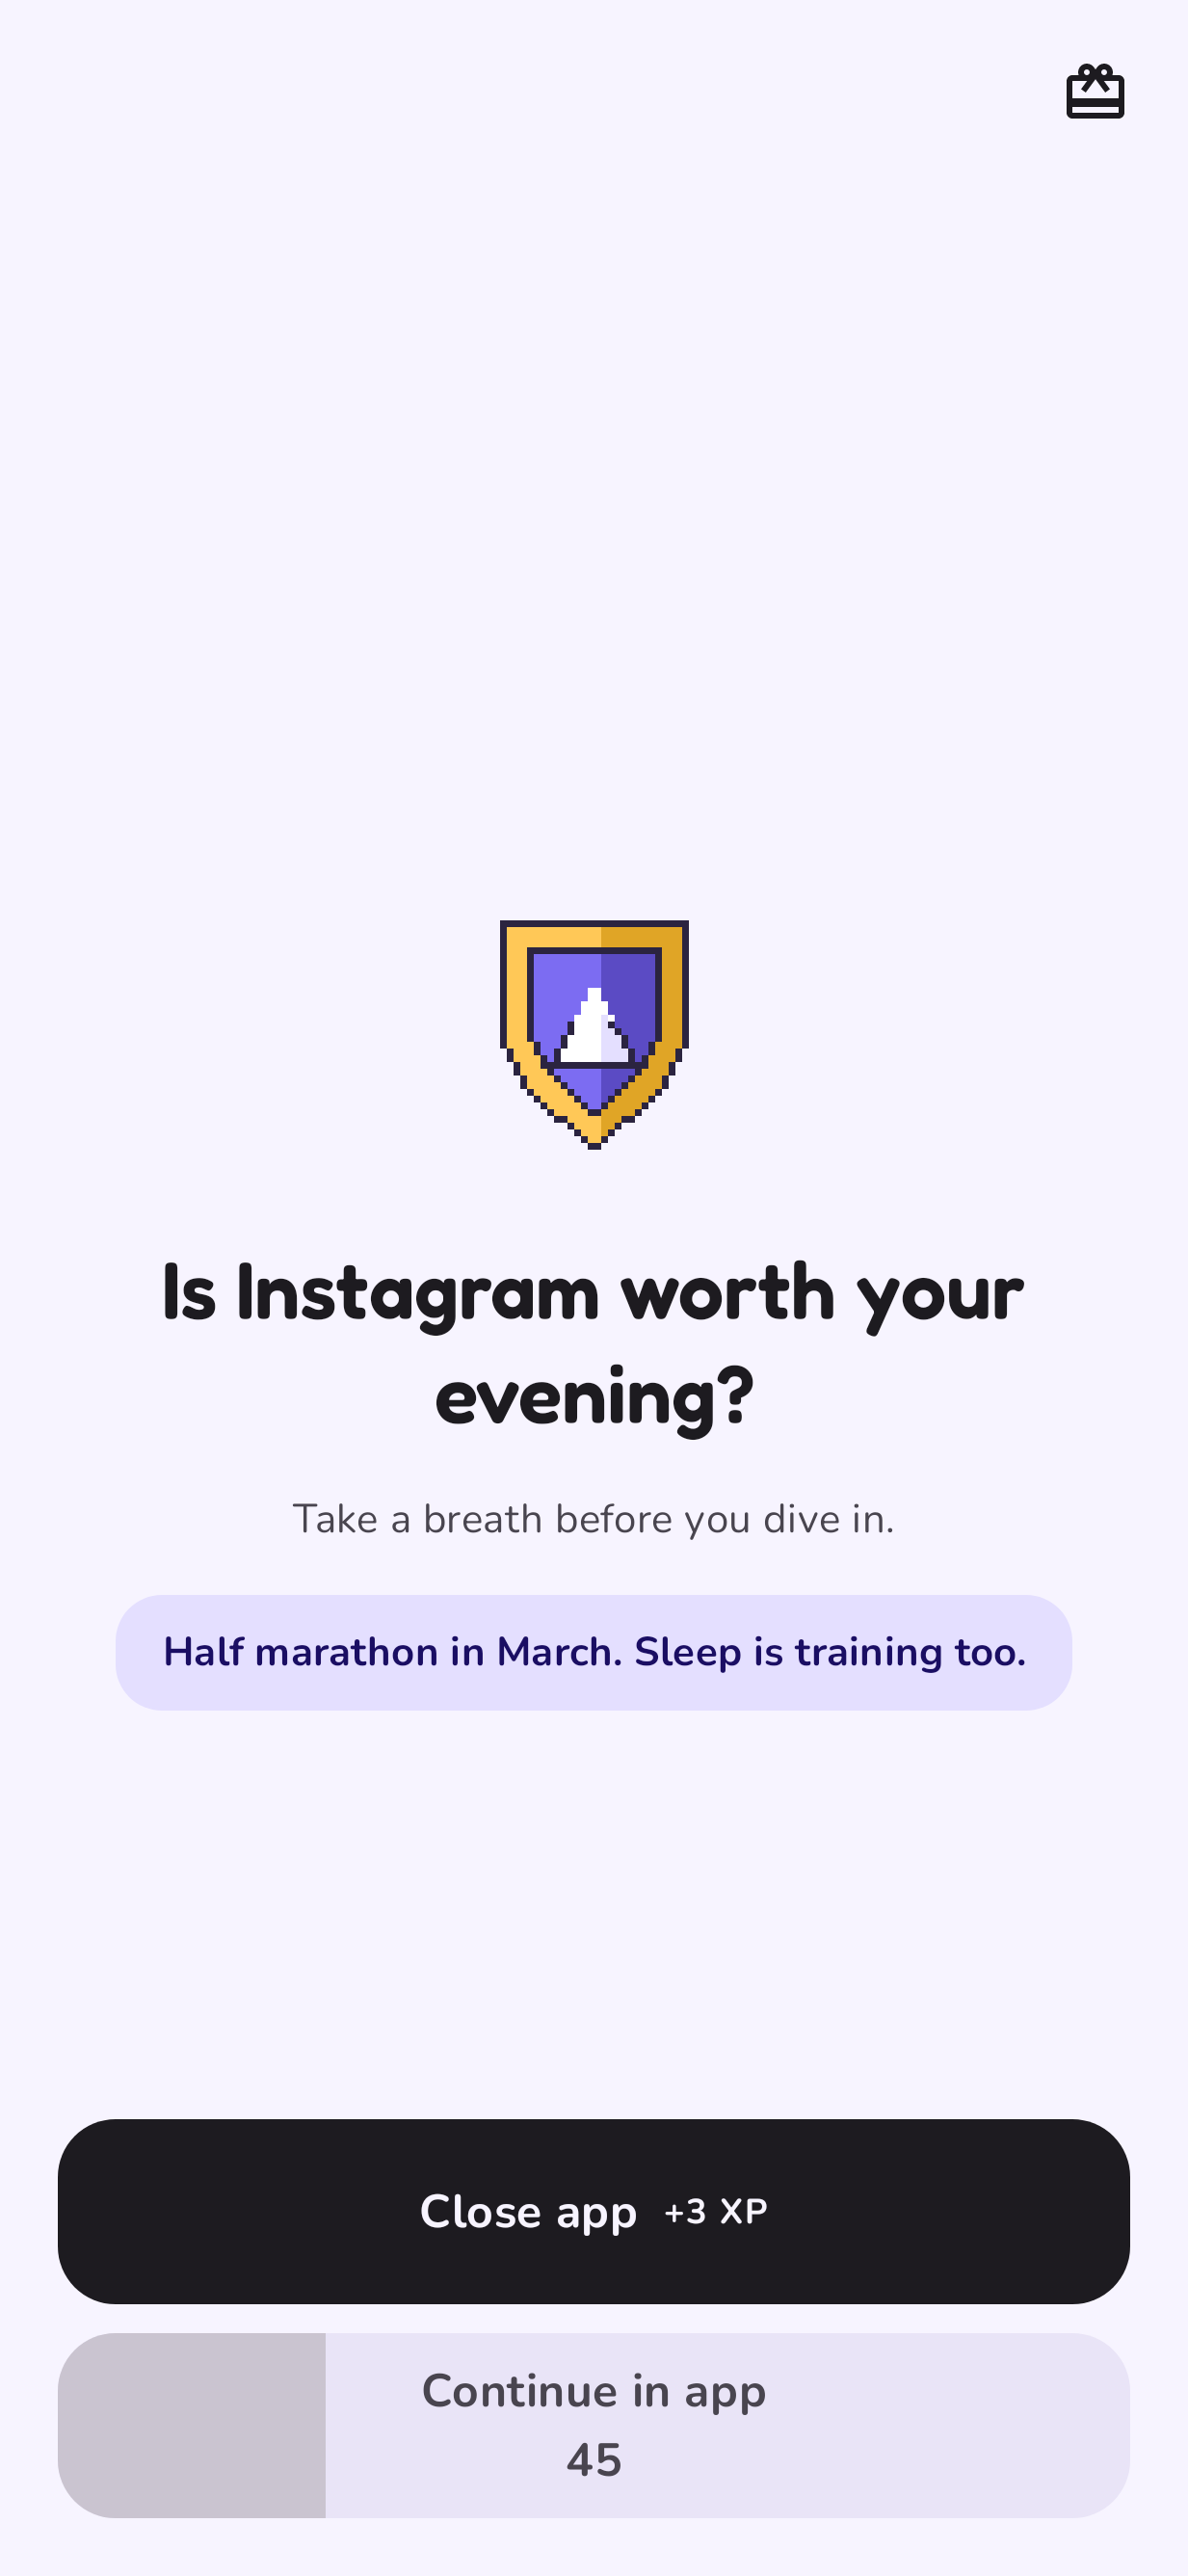 Is Instagram worth your
evening?
Take a breath before you dive in.
Half marathon in March. Sleep is training too.
Close app +3 XP
Continue in app
45